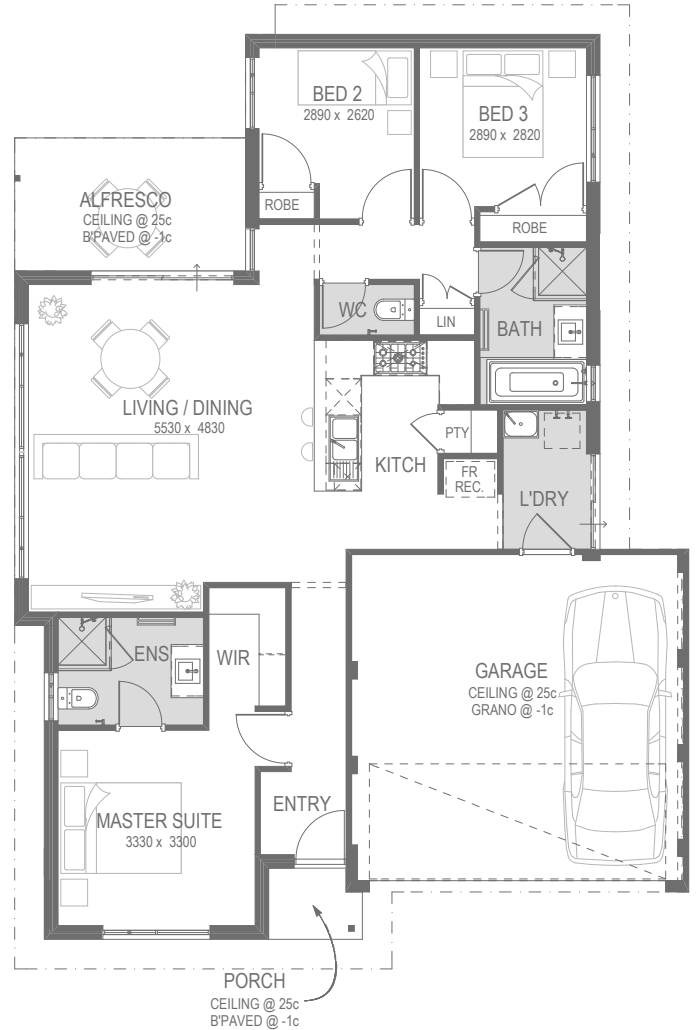 BED 2
2890 x 2620
BED 3
2890 x 2820
ALFRESCO
CEILING @ 25c
B'PAVED @ -1c
ROBE
ROBE
WC
LIN
BATH
LIVING / DINING
5530 x 4830
KITCH
PTY
FR
REC.
L'DRY
ENS
WIR
GARAGE
CEILING @ 25c
GRANO @ -1c
MASTER SUITE
3330 x 3300
ENTRY
PORCH
CEILING @ 25c
B'PAVED @ -1c